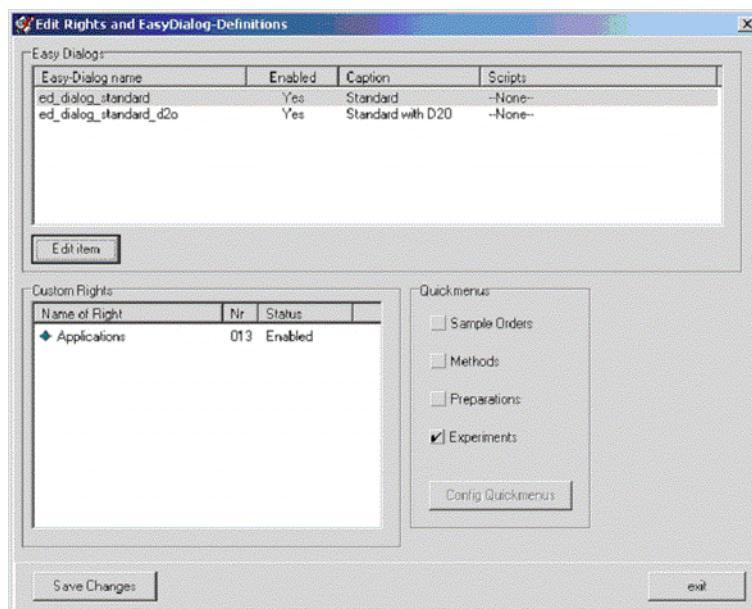 Edit Rights and EasyDialog-Definitions
Easy Dialogs
Easy-Dialog name Enabled Caption Scripts
ed_dialog_standard Yes Standard --None--
ed_dialog_standard_d2o Yes Standard with D20 --None--
Edit item
Custom Rights
Name of Right Nr Status
Applications 013 Enabled
Quickmenus
Sample Orders
Methods
Preparations
Experiments
Config Quickmenus
Save Changes
exit